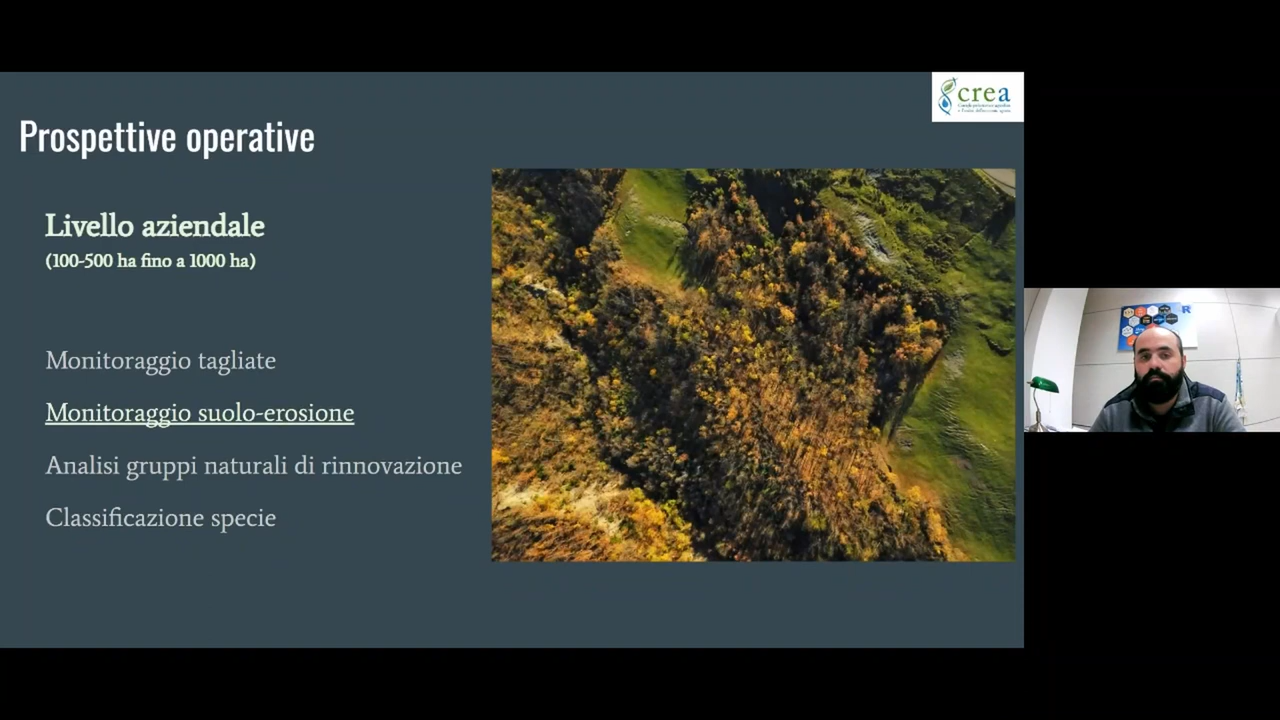 crea
Prospettive operative
Livello aziendale
(100-500 ha fino a 1000 ha)
Monitoraggio tagliate
Monitoraggio suolo-erosione
Analisi gruppi naturali di rinnovazione
Classificazione specie
R